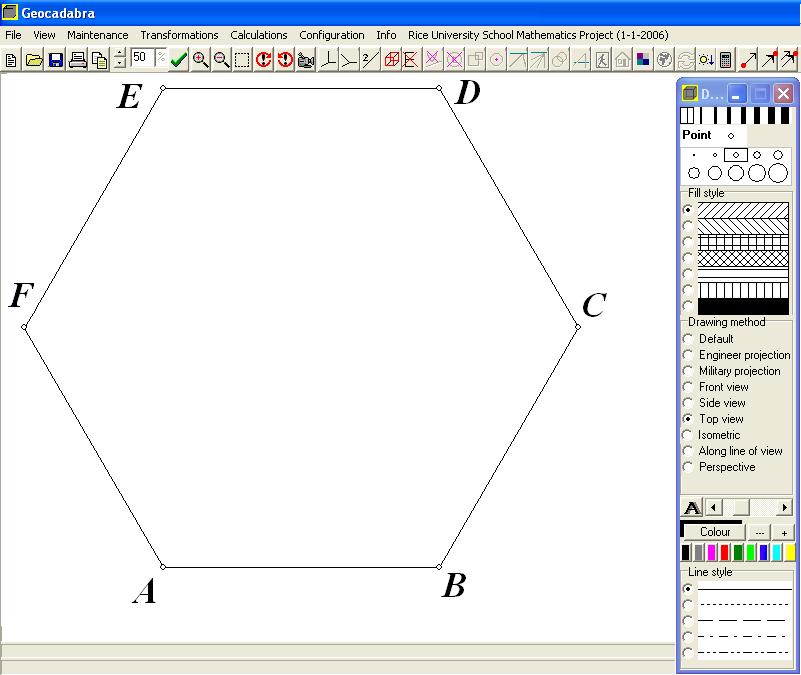 Geocadabra
File View Maintenance Transformations Calculations Configuration Info Rice University School Mathematics Project (1-1-2006)
50 %
E
D
F
C
A
B
D...
Point
Fill style
Drawing method
Default
Engineer projection
Military projection
Front view
Side view
Top view
Isometric
Along line of view
Perspective
A
Colour --- +
Line style